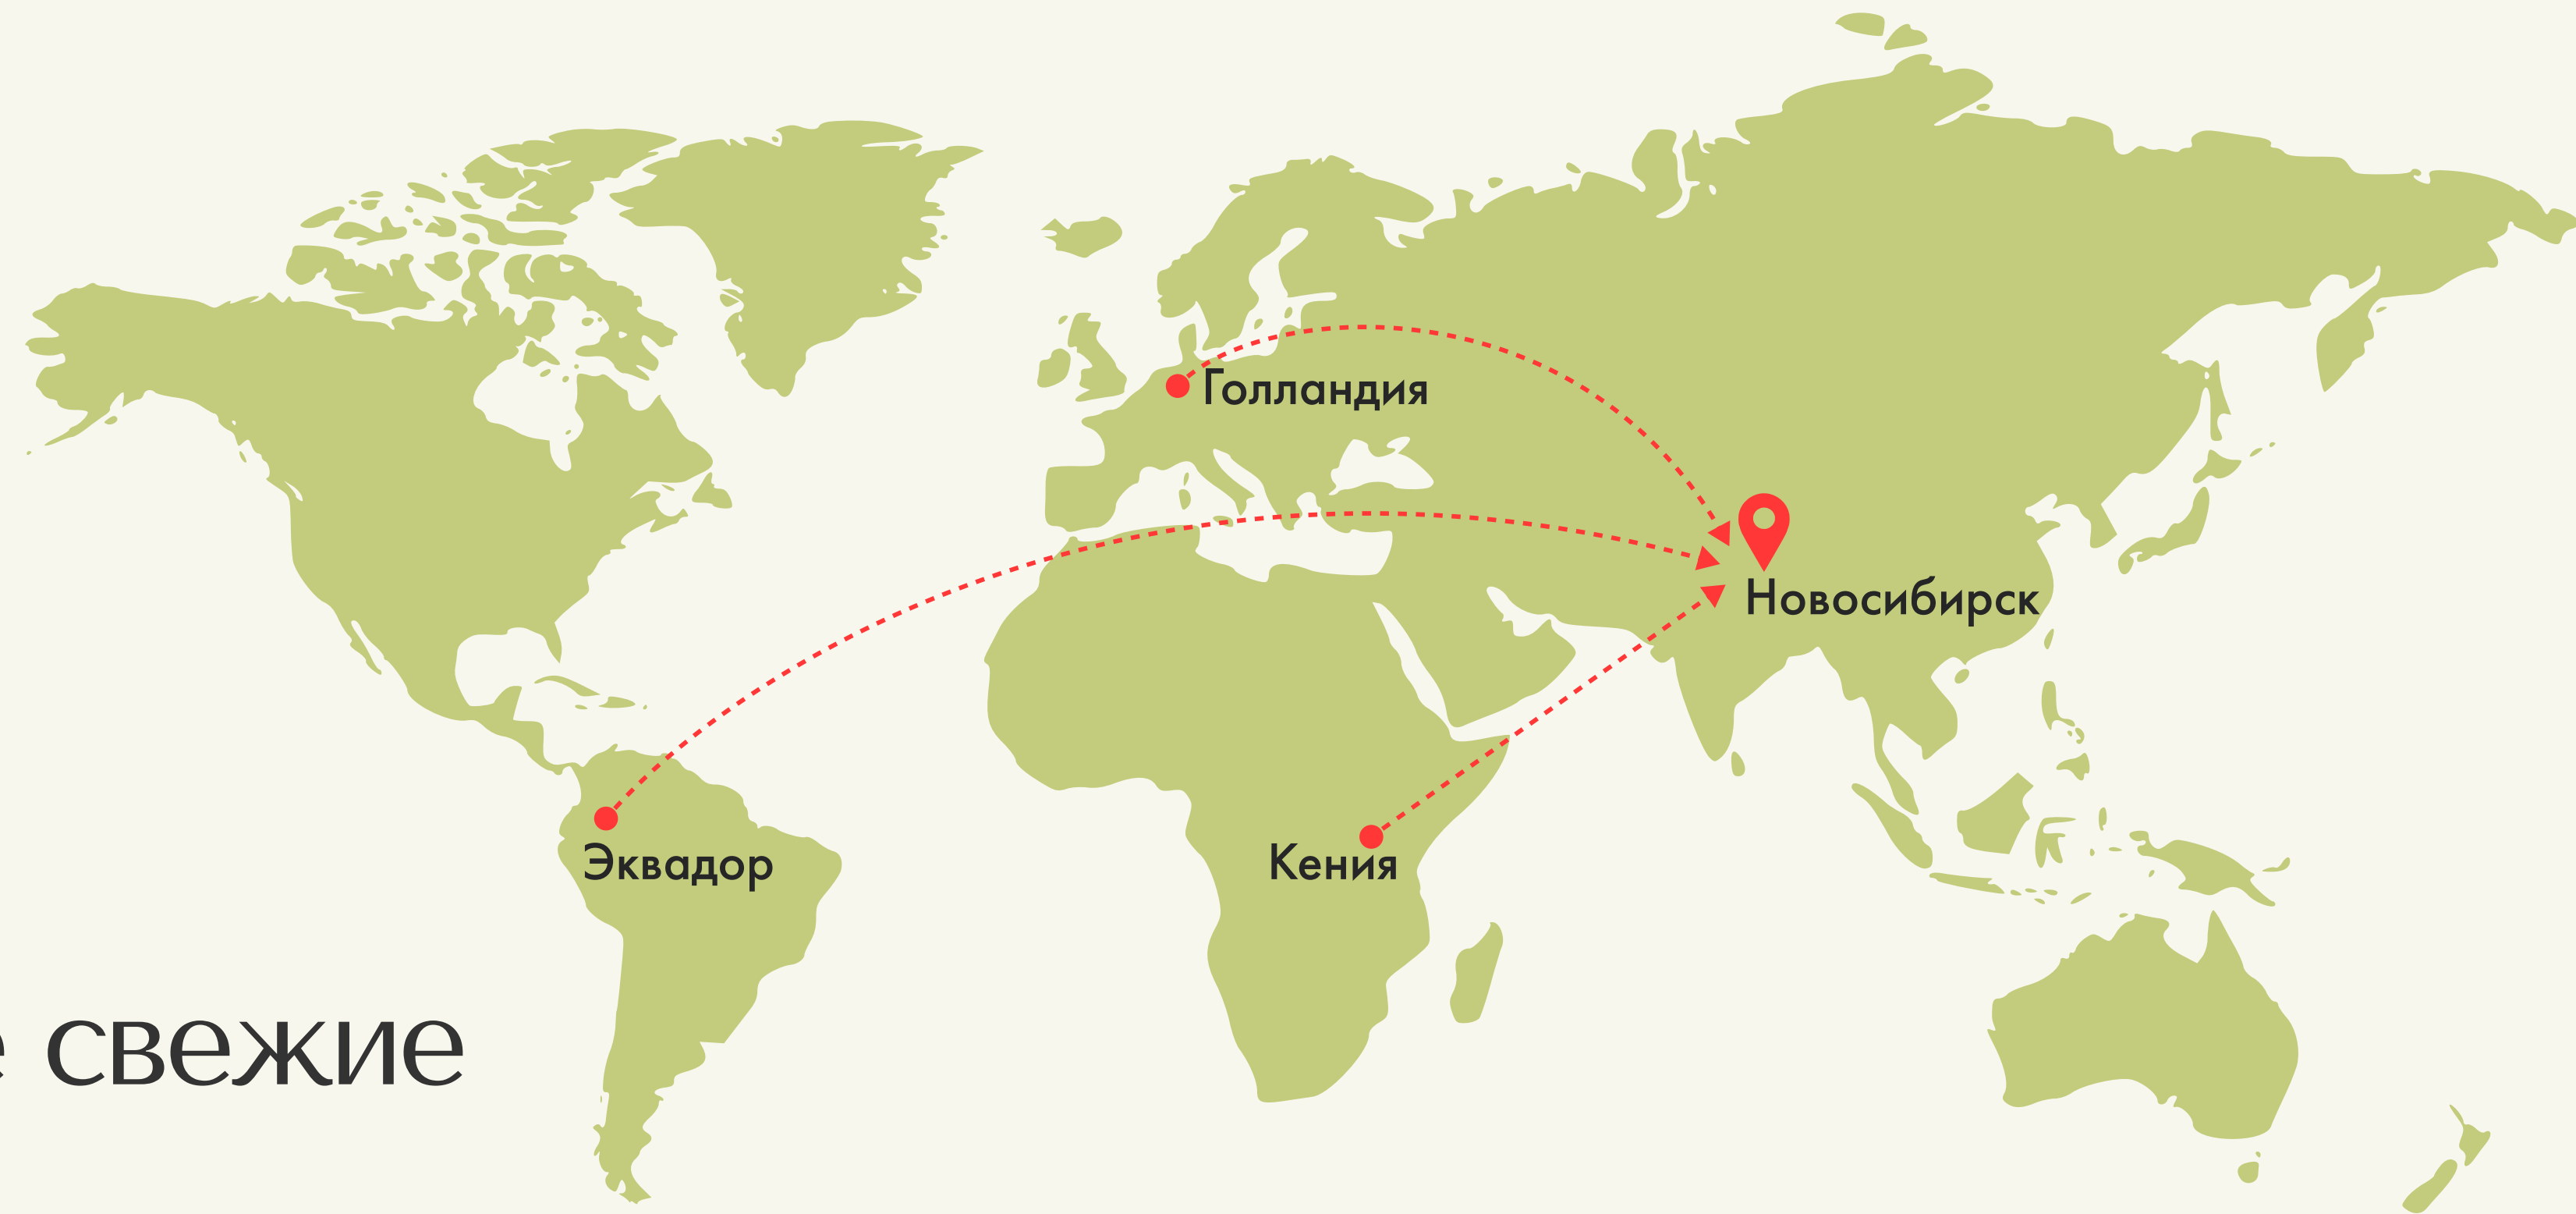 Голландия
Новосибирск
Эквадор
Кения
свежие